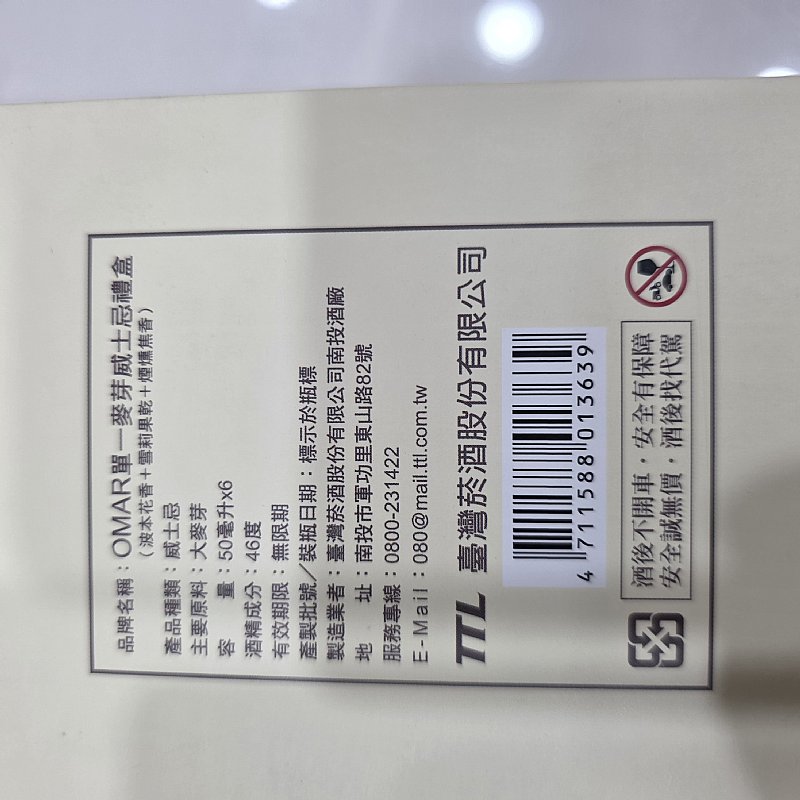 品牌名稱：OMAR單一麥芽威士忌禮盒
（波本花香＋雪莉果乾＋煙燻焦香）
產品種類：威士忌
主要原料：大麥芽
容　　量：50毫升x6
酒精成分：46度
有效期限：無限期
產製批號／裝瓶日期：標示於瓶標
製造業者：臺灣菸酒股份有限公司南投酒廠
地　　址：南投市軍功里東山路82號
服務專線：0800-231422
E-Mail：080@mail.ttl.com.tw
TTL 臺灣菸酒股份有限公司
4 711588 013639
酒後不開車，安全有保障
安全誠無價，酒後找代駕